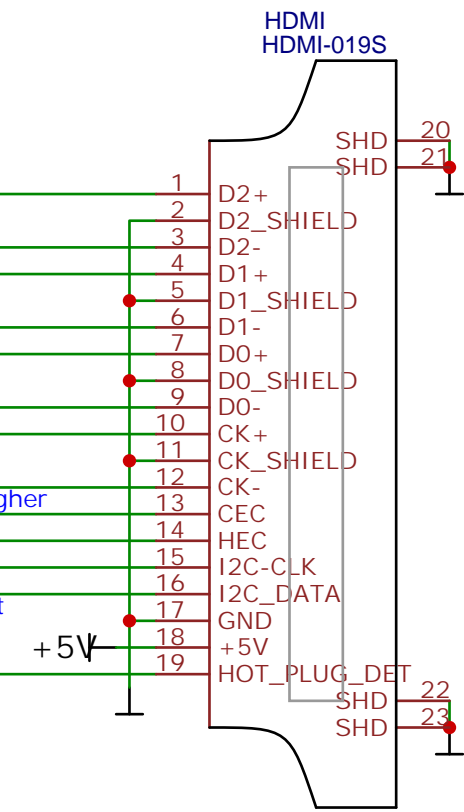 HDMI
HDMI-019S
SHD 20
SHD 21
1 D2+
2 D2_SHIELD
3 D2-
4 D1+
5 D1_SHIELD
6 D1-
7 D0+
8 D0_SHIELD
9 D0-
10 CK+
11 CK_SHIELD
12 CK-
gher
13 CEC
14 HEC
15 I2C-CLK
16 I2C_DATA
t
17 GND
+5V 18 +5V
19 HOT_PLUG_DET
SHD 22
SHD 23